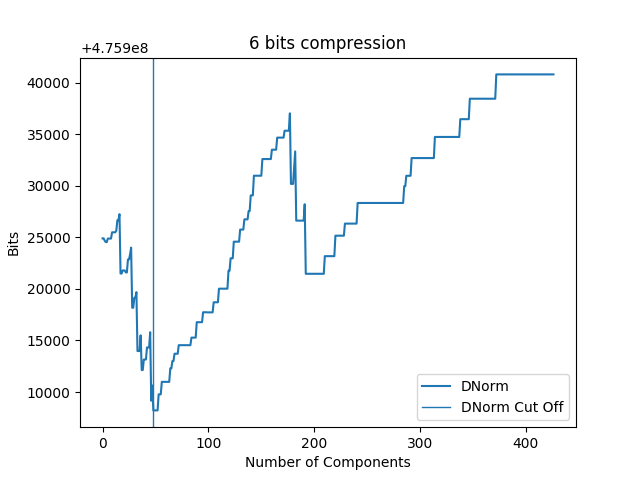 6 bits compression
+4.759e8
40000
35000
30000
25000
20000
15000
10000
Bits
0 100 200 300 400
Number of Components
DNorm
DNorm Cut Off